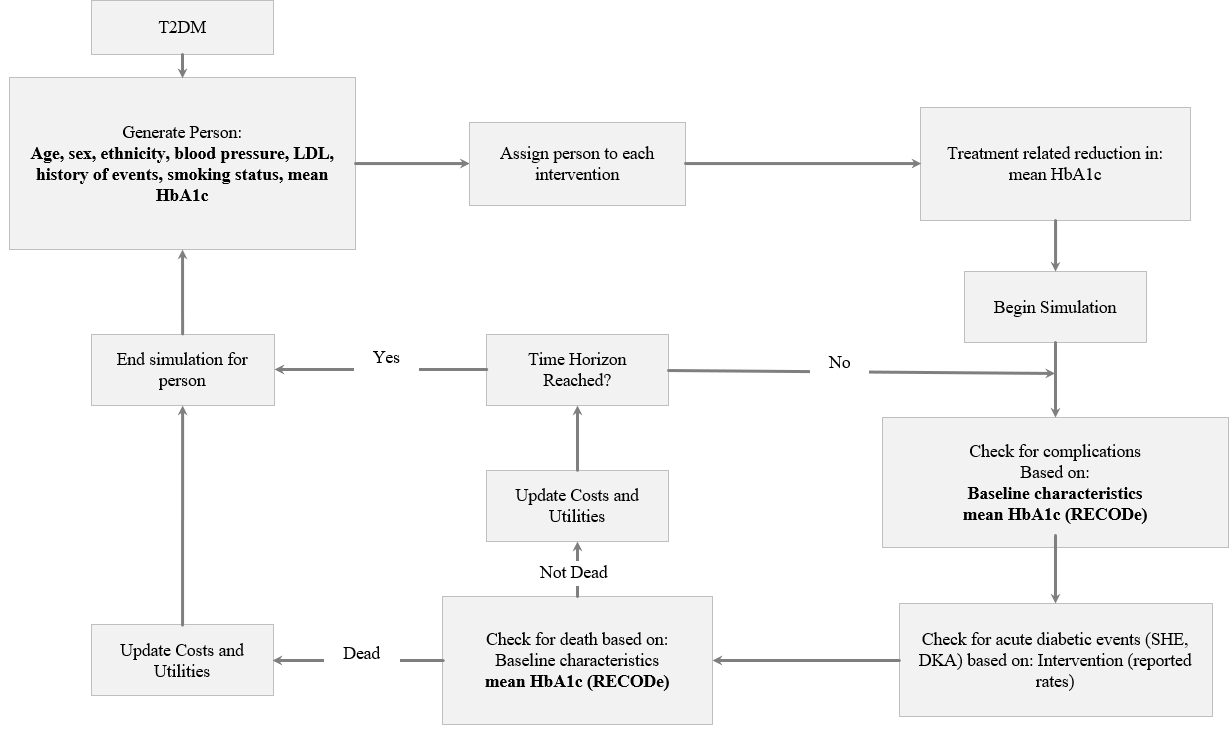 T2DM
Generate Person:
Age, sex, ethnicity, blood pressure, LDL,
history of events, smoking status, mean
HbA1c
Assign person to each
intervention
Treatment related reduction in:
mean HbA1c
Begin Simulation
End simulation for
person
Yes
Time Horizon
Reached?
No
Check for complications
Based on:
Baseline characteristics
mean HbA1c (RECODe)
Update Costs and
Utilities
Not Dead
Update Costs and
Utilities
Dead
Check for death based on:
Baseline characteristics
mean HbA1c (RECODe)
Check for acute diabetic events (SHE,
DKA) based on: Intervention (reported
rates)